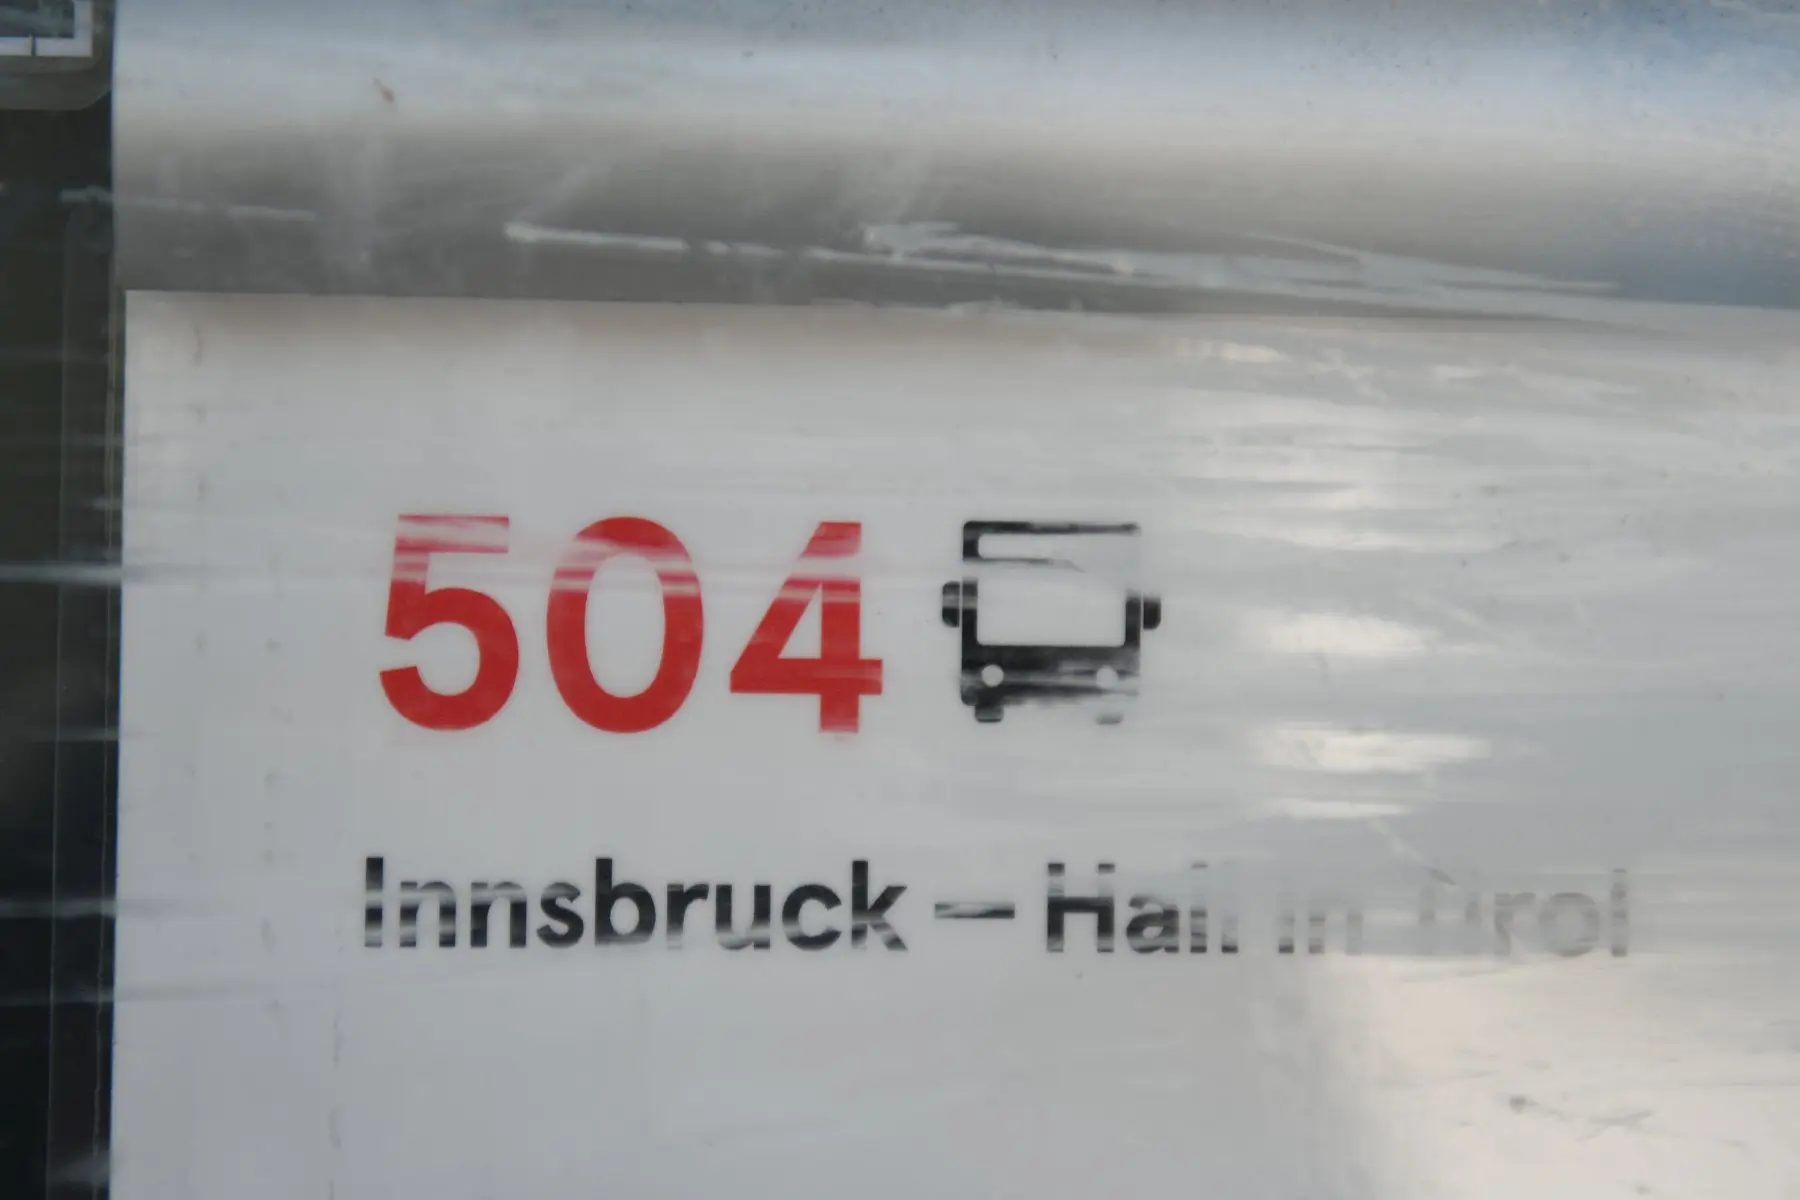 504
Innsbruck – Hall in Tirol